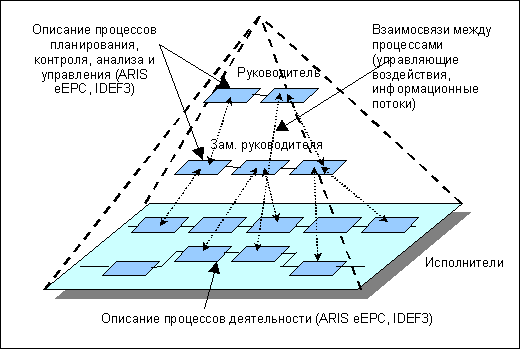 Описание процессов
планирования,
контроля, анализа и
управления (ARIS
eEPC, IDEF3)
Взаимосвязи между
процессами
(управляющие
воздействия,
информационные
потоки)
Руководитель
Зам. руководителя
Исполнители
Описание процессов деятельности (ARIS eEPC, IDEF3)